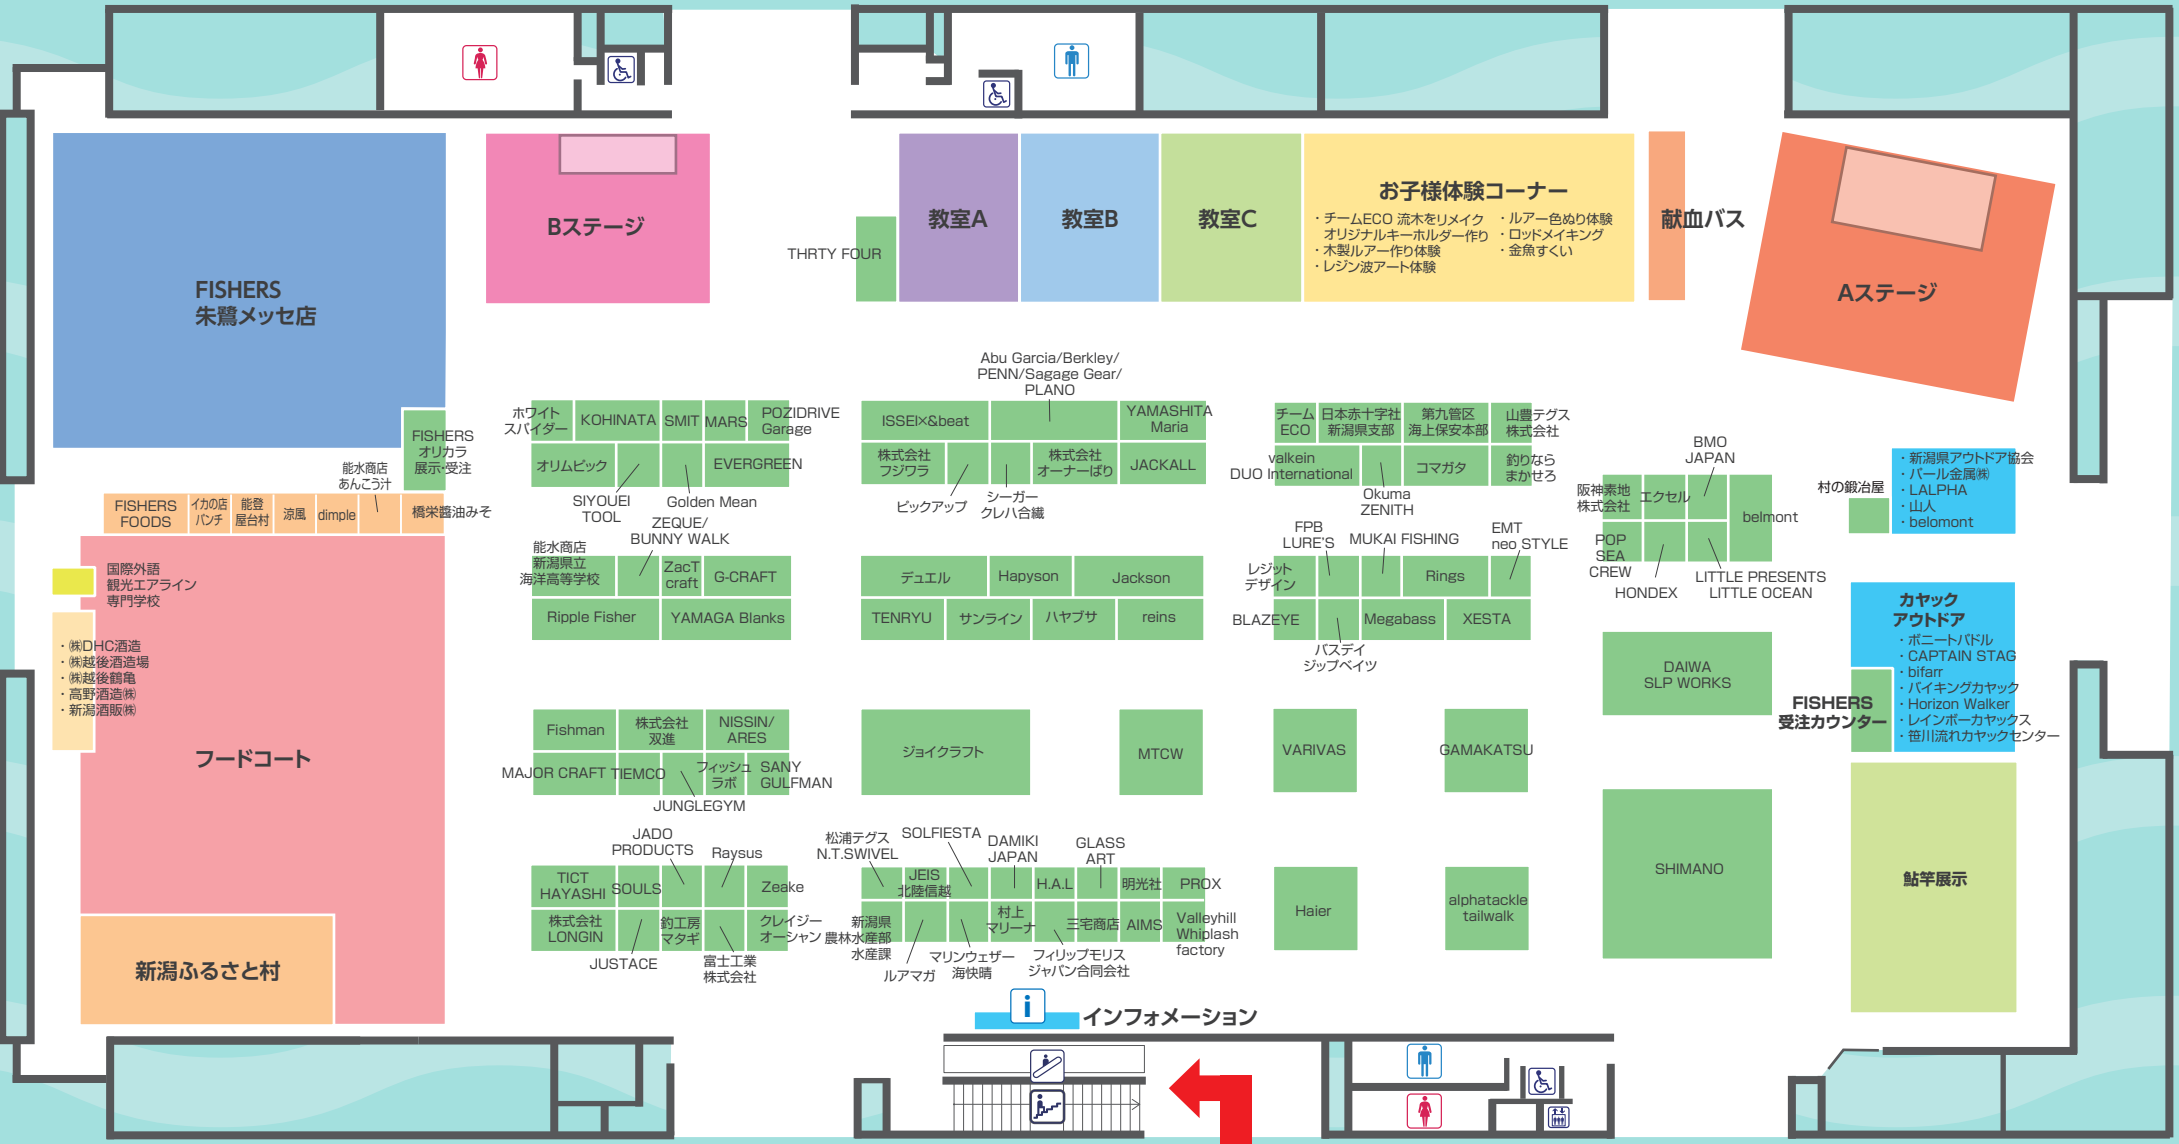 Bステージ
THRTY FOUR
教室A
教室B
教室C
お子様体験コーナー
・チームECO 流木をリメイク
オリジナルキーホルダー作り
・木製ルアー作り体験
・レジン波アート体験
・ルアー色ぬり体験
・ロッドメイキング
・金魚すくい
献血バス
Aステージ
FISHERS
朱鷺メッセ店
FISHERS
オリカラ
展示・受注
能水商店
あんこう汁
FISHERS
FOODS
イカの店
バンチ
能登
屋台村
涼風
dimple
橋栄醤油みそ
国際外語
観光エアライン
専門学校
・㈱DHC酒造
・㈱越後酒造場
・㈱越後鶴亀
・高野酒造㈱
・新潟酒販㈱
フードコート
新潟ふるさと村
ホワイト
スパイダー
KOHINATA
SMIT
MARS
POZIDRIVE
Garage
オリムピック
SIYOUEI
TOOL
Golden Mean
EVERGREEN
能水商店
新潟県立
海洋高等学校
ZEQUE/
BUNNY WALK
ZacT
craft
G-CRAFT
Ripple Fisher
YAMAGA Blanks
Fishman
株式会社
双進
NISSIN/
ARES
MAJOR CRAFT
TIEMCO
JUNGLEGYM
フィッシュ
ラボ
SANY
GULFMAN
JADO
PRODUCTS
Raysus
TICT
HAYASHI
SOULS
Zeake
株式会社
LONGIN
JUSTACE
釣工房
マタギ
富士工業
株式会社
クレイジー
オーシャン
Abu Garcia/Berkley/
PENN/Sagage Gear/
PLANO
ISSEI×&beat
YAMASHITA
Maria
株式会社
フジワラ
ピックアップ
シーガー
クレハ合繊
株式会社
オーナーばり
JACKALL
デュエル
Hapyson
Jackson
TENRYU
サンライン
ハヤブサ
reins
ジョイクラフト
MTCW
松浦テグス
N.T.SWIVEL
SOLFIESTA
DAMIKI
JAPAN
GLASS
ART
JEIS
北陸信越
H.A.L
明光社
PROX
新潟県
農林水産部
水産課
ルアマガ
マリンウェザー
海快晴
村上
マリーナ
フィリップモリス
ジャパン合同会社
三宅商店
AIMS
Valleyhill
Whiplash
factory
チーム
ECO
日本赤十字社
新潟県支部
第九管区
海上保安本部
山豊テグス
株式会社
valkein
DUO International
Okuma
ZENITH
コマガタ
釣りなら
まかせろ
レジット
デザイン
FPB
LURE'S
MUKAI FISHING
Rings
EMT
neo STYLE
BLAZEYE
バスデイ
ジップベイツ
Megabass
XESTA
VARIVAS
GAMAKATSU
Haier
alphatackle
tailwalk
阪神素地
株式会社
エクセル
BMO
JAPAN
belmont
POP
SEA
CREW
HONDEX
LITTLE PRESENTS
LITTLE OCEAN
DAIWA
SLP WORKS
SHIMANO
村の鍛冶屋
・新潟県アウトドア協会
・パール金属㈱
・LALPHA
・山人
・belomont
カヤック
アウトドア
・ボニートパドル
・CAPTAIN STAG
・bifarr
・バイキングカヤック
・Horizon Walker
・レインボーカヤックス
・笹川流れカヤックセンター
FISHERS
受注カウンター
鮎竿展示
i
インフォメーション